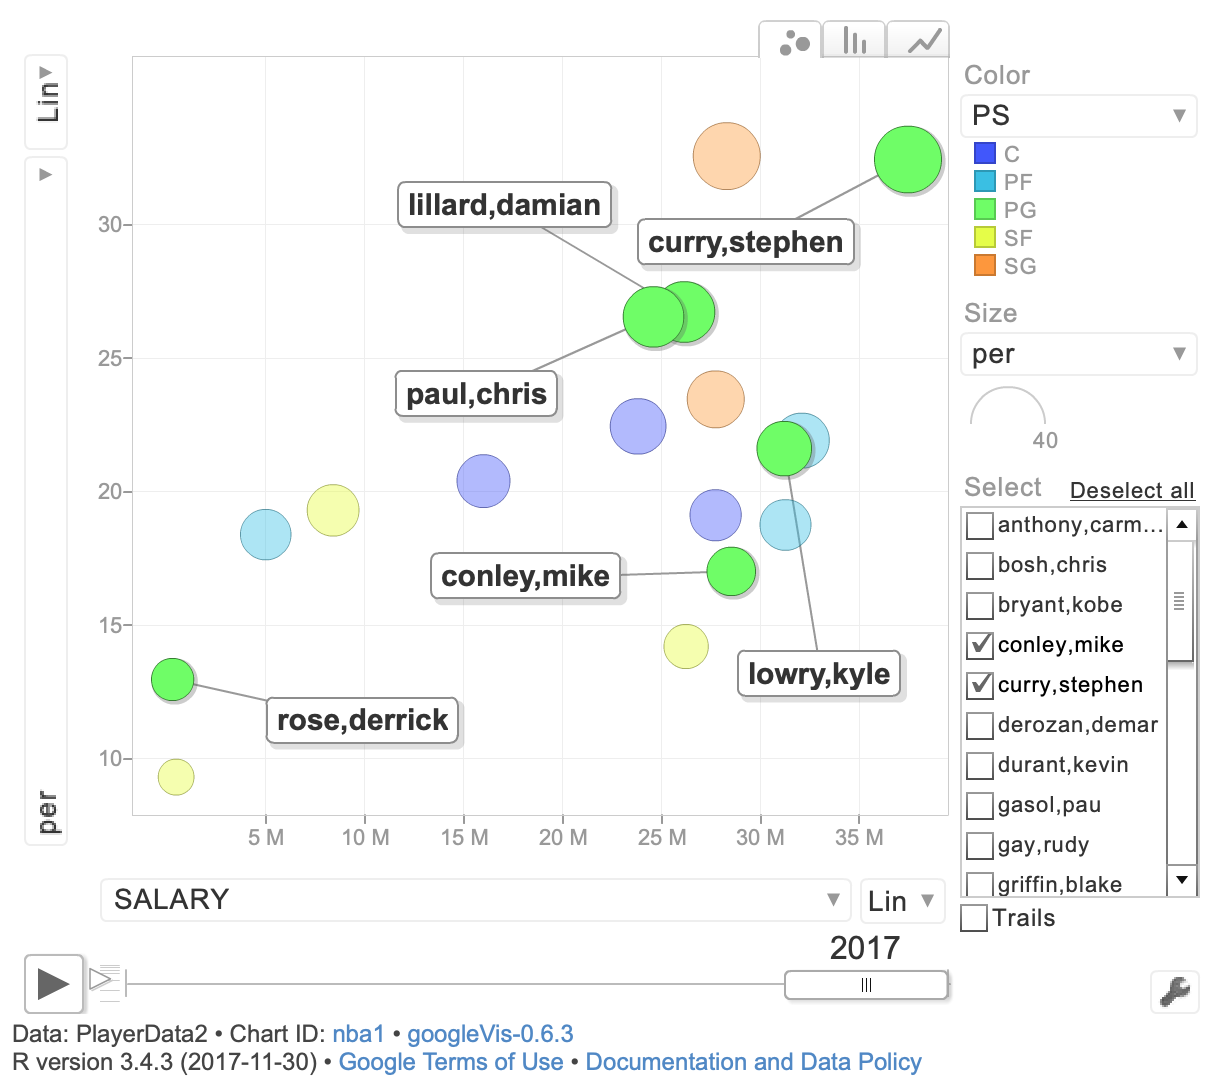 Lin
per
30
25
20
15
10
lillard,damian
curry,stephen
paul,chris
conley,mike
lowry,kyle
rose,derrick
5 M
10 M
15 M
20 M
25 M
30 M
35 M
SALARY
Lin
2017
Color
PS
C
PF
PG
SF
SG
Size
per
40
Select Deselect all
anthony,carm...
bosh,chris
bryant,kobe
conley,mike
curry,stephen
derozan,demar
durant,kevin
gasol,pau
gay,rudy
griffin,blake
Trails
Data: PlayerData2 • Chart ID: nba1 • googleVis-0.6.3
R version 3.4.3 (2017-11-30) • Google Terms of Use • Documentation and Data Policy